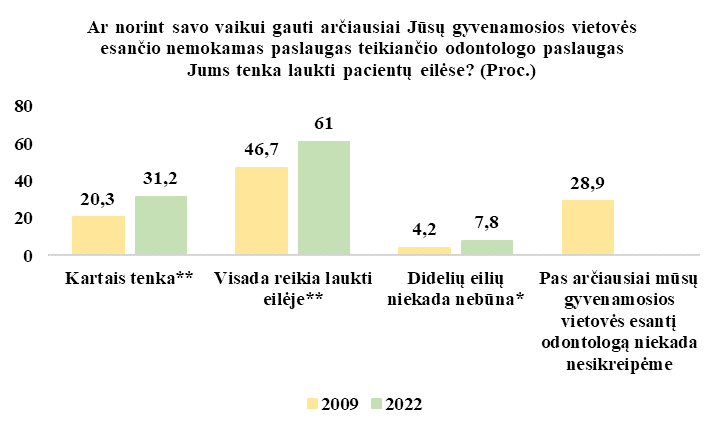 Ar norint savo vaikui gauti arčiausiai Jūsų gyvenamosios vietovės
esančio nemokamas paslaugas teikiančio odontologo paslaugas
Jums tenka laukti pacientų eilėse? (Proc.)
80
60
40
20
0
20,3
31,2
46,7
61
4,2
7,8
28,9
Kartais tenka**
Visada reikia laukti
eilėje**
Didelių eilių
niekada nebūna*
Pas arčiausiai mūsų
gyvenamosios
vietovės esantį
odontologą niekada
nesikreipėme
2009
2022